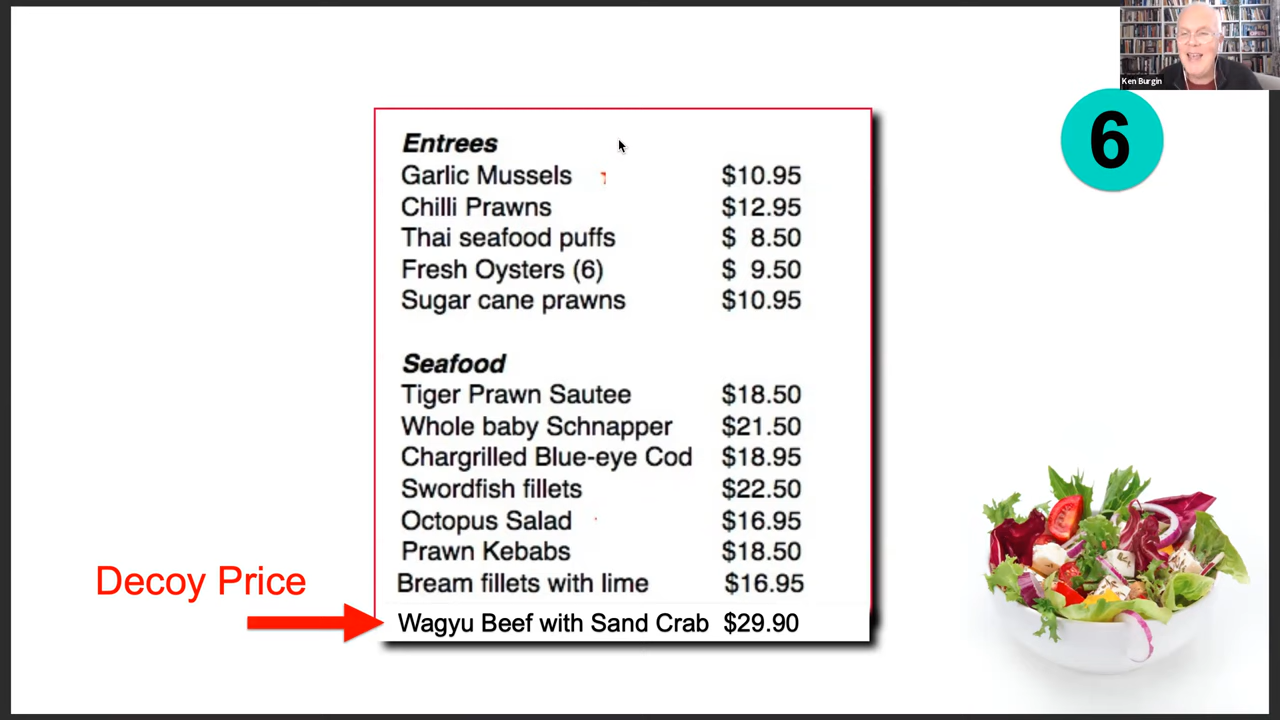 Ken Burgin
6
Entrees
Garlic Mussels $10.95
Chilli Prawns $12.95
Thai seafood puffs $ 8.50
Fresh Oysters (6) $ 9.50
Sugar cane prawns $10.95
Seafood
Tiger Prawn Sautee $18.50
Whole baby Schnapper $21.50
Chargrilled Blue-eye Cod $18.95
Swordfish fillets $22.50
Octopus Salad $16.95
Prawn Kebabs $18.50
Bream fillets with lime $16.95
Decoy Price
Wagyu Beef with Sand Crab $29.90